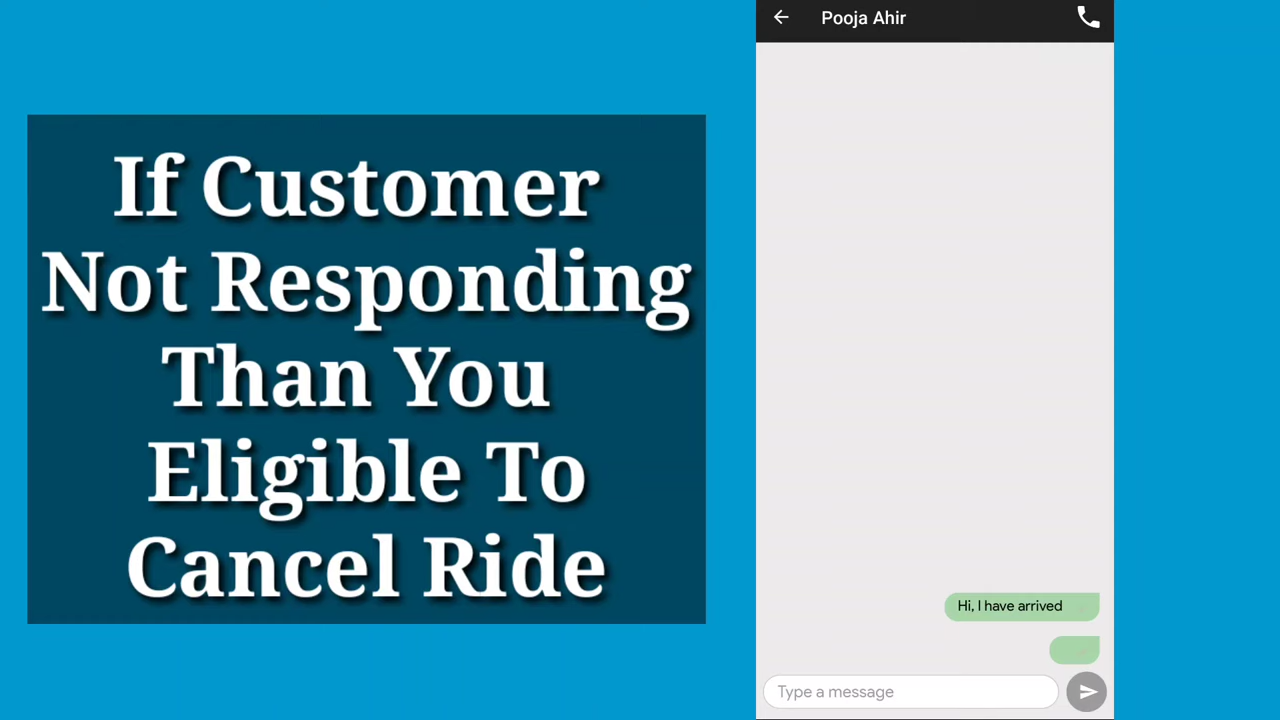 If Customer
Not Responding
Than You
Eligible To
Cancel Ride
Pooja Ahir
Hi, I have arrived
Type a message